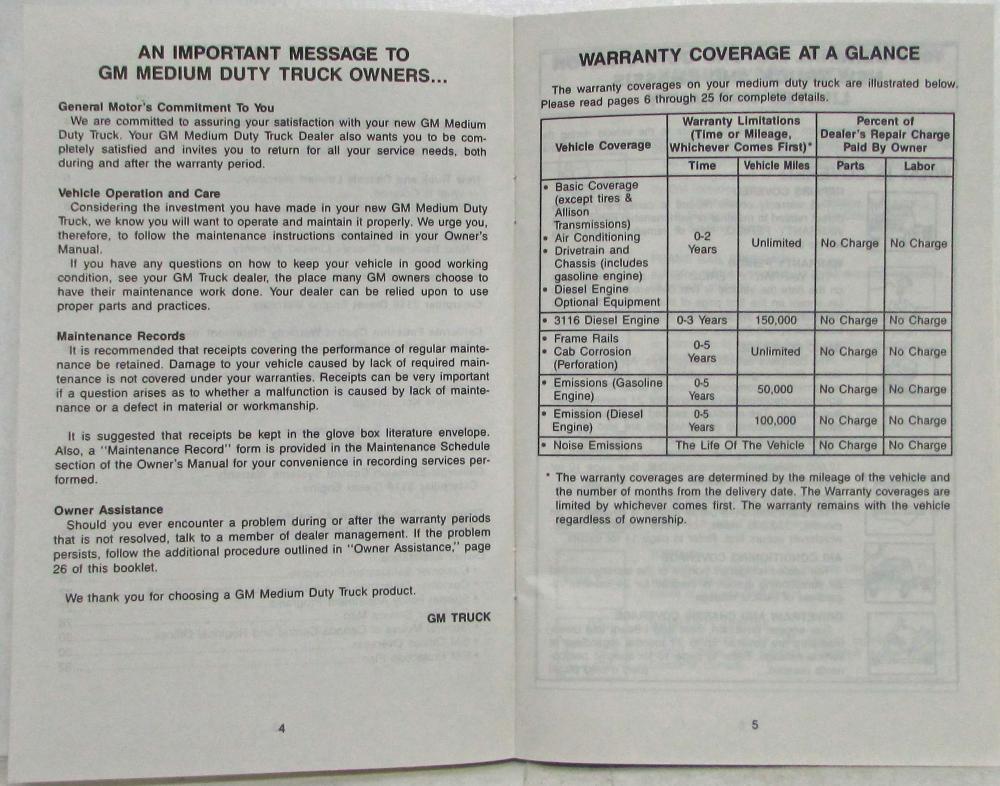 AN IMPORTANT MESSAGE TO
GM MEDIUM DUTY TRUCK OWNERS...
General Motor's Commitment To You
We are committed to assuring your satisfaction with your new GM Medium
Duty Truck. Your GM Medium Duty Truck Dealer also wants you to be com-
pletely satisfied and invites you to return for all your service needs, both
during and after the warranty period.
Vehicle Operation and Care
Considering the investment you have made in your new GM Medium Duty
Truck, we know you will want to operate and maintain it properly. We urge you,
therefore, to follow the maintenance instructions contained in your Owner's
Manual.
If you have any questions on how to keep your vehicle in good working
condition, see your GM Truck dealer, the place many GM owners choose to
have their maintenance work done. Your dealer can be relied upon to use
proper parts and practices.
Maintenance Records
It is recommended that receipts covering the performance of regular mainte-
nance be retained. Damage to your vehicle caused by lack of required main-
tenance is not covered under your warranties. Receipts can be very important
if a question arises as to whether a malfunction is caused by lack of mainte-
nance or a defect in material or workmanship.
It is suggested that receipts be kept in the glove box literature envelope.
Also, a "Maintenance Record" form is provided in the Maintenance Schedule
section of the Owner's Manual for your convenience in recording services per-
formed.
Owner Assistance
Should you ever encounter a problem during or after the warranty periods
that is not resolved, talk to a member of dealer management. If the problem
persists, follow the additional procedure outlined in "Owner Assistance," page
26 of this booklet.
We thank you for choosing a GM Medium Duty Truck product.
GM TRUCK
4
WARRANTY COVERAGE AT A GLANCE
The warranty coverages on your medium duty truck are illustrated below.
Please read pages 6 through 25 for complete details.
Vehicle Coverage
Warranty Limitations
(Time or Mileage,
Whichever Comes First)*
Percent of
Dealer's Repair Charge
Paid By Owner
Time Vehicle Miles Parts Labor
• Basic Coverage
(except tires &
Allison
Transmissions)
• Air Conditioning
• Drivetrain and
Chassis (includes
gasoline engine)
• Diesel Engine
Optional Equipment
0-2
Years
Unlimited No Charge No Charge
• 3116 Diesel Engine 0-3 Years 150,000 No Charge No Charge
• Frame Rails
• Cab Corrosion
(Perforation)
0-5
Years
Unlimited No Charge No Charge
• Emissions (Gasoline
Engine)
0-5
Years
50,000 No Charge No Charge
• Emission (Diesel
Engine)
0-5
Years
100,000 No Charge No Charge
• Noise Emissions The Life Of The Vehicle No Charge No Charge
* The warranty coverages are determined by the mileage of the vehicle and
the number of months from the delivery date. The Warranty coverages are
limited by whichever comes first. The warranty remains with the vehicle
regardless of ownership.
5